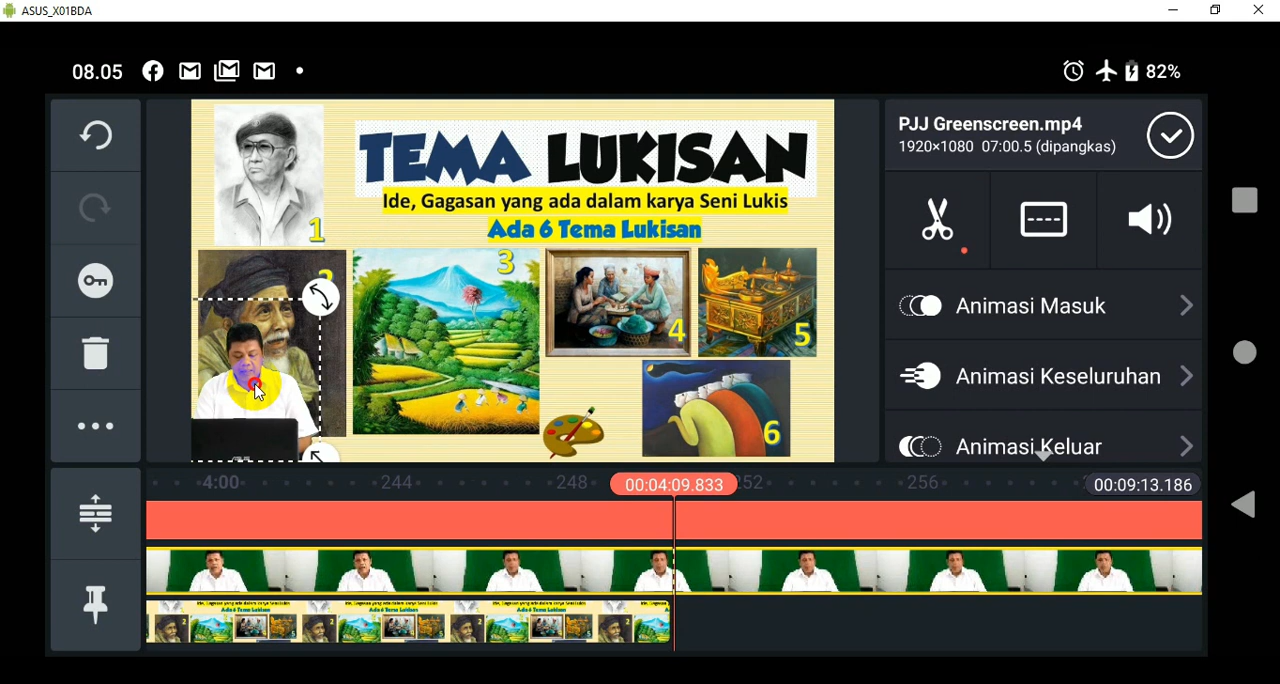 ASUS_X01BDA
08.05
82%
TEMA LUKISAN
Ide, Gagasan yang ada dalam karya Seni Lukis
Ada 6 Tema Lukisan
1
2
3
4
5
6
PJJ Greenscreen.mp4
1920×1080 07:00.5 (dipangkas)
Animasi Masuk
Animasi Keseluruhan
Animasi Keluar
4:00
244
248
00:04:09.833
252
256
00:09:13.186